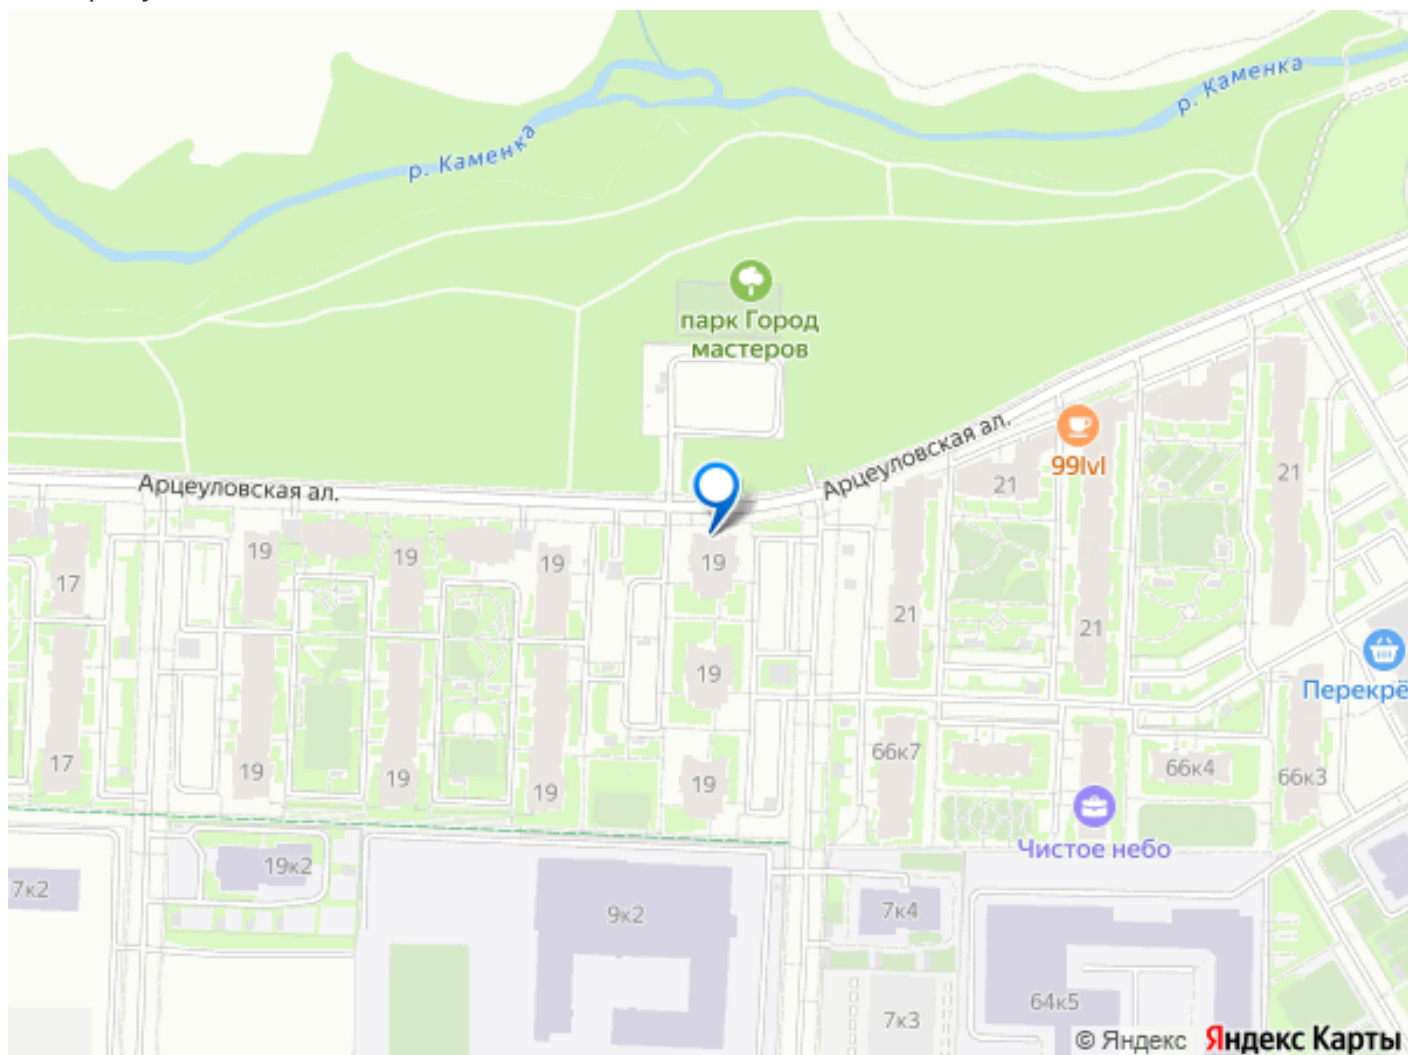 р. Каменка
р. Каменка
парк Город
мастеров
Арцеуловская ал.
Арцеуловская ал.
99lvl
21
21
19
19
19
19
17
21
21
19
17
19
19
19
19
66к7
66к4
66к3
Перекрё
Чистое небо
19к2
7к2
9к2
7к4
64к5
7к3
© Яндекс Яндекс Карты